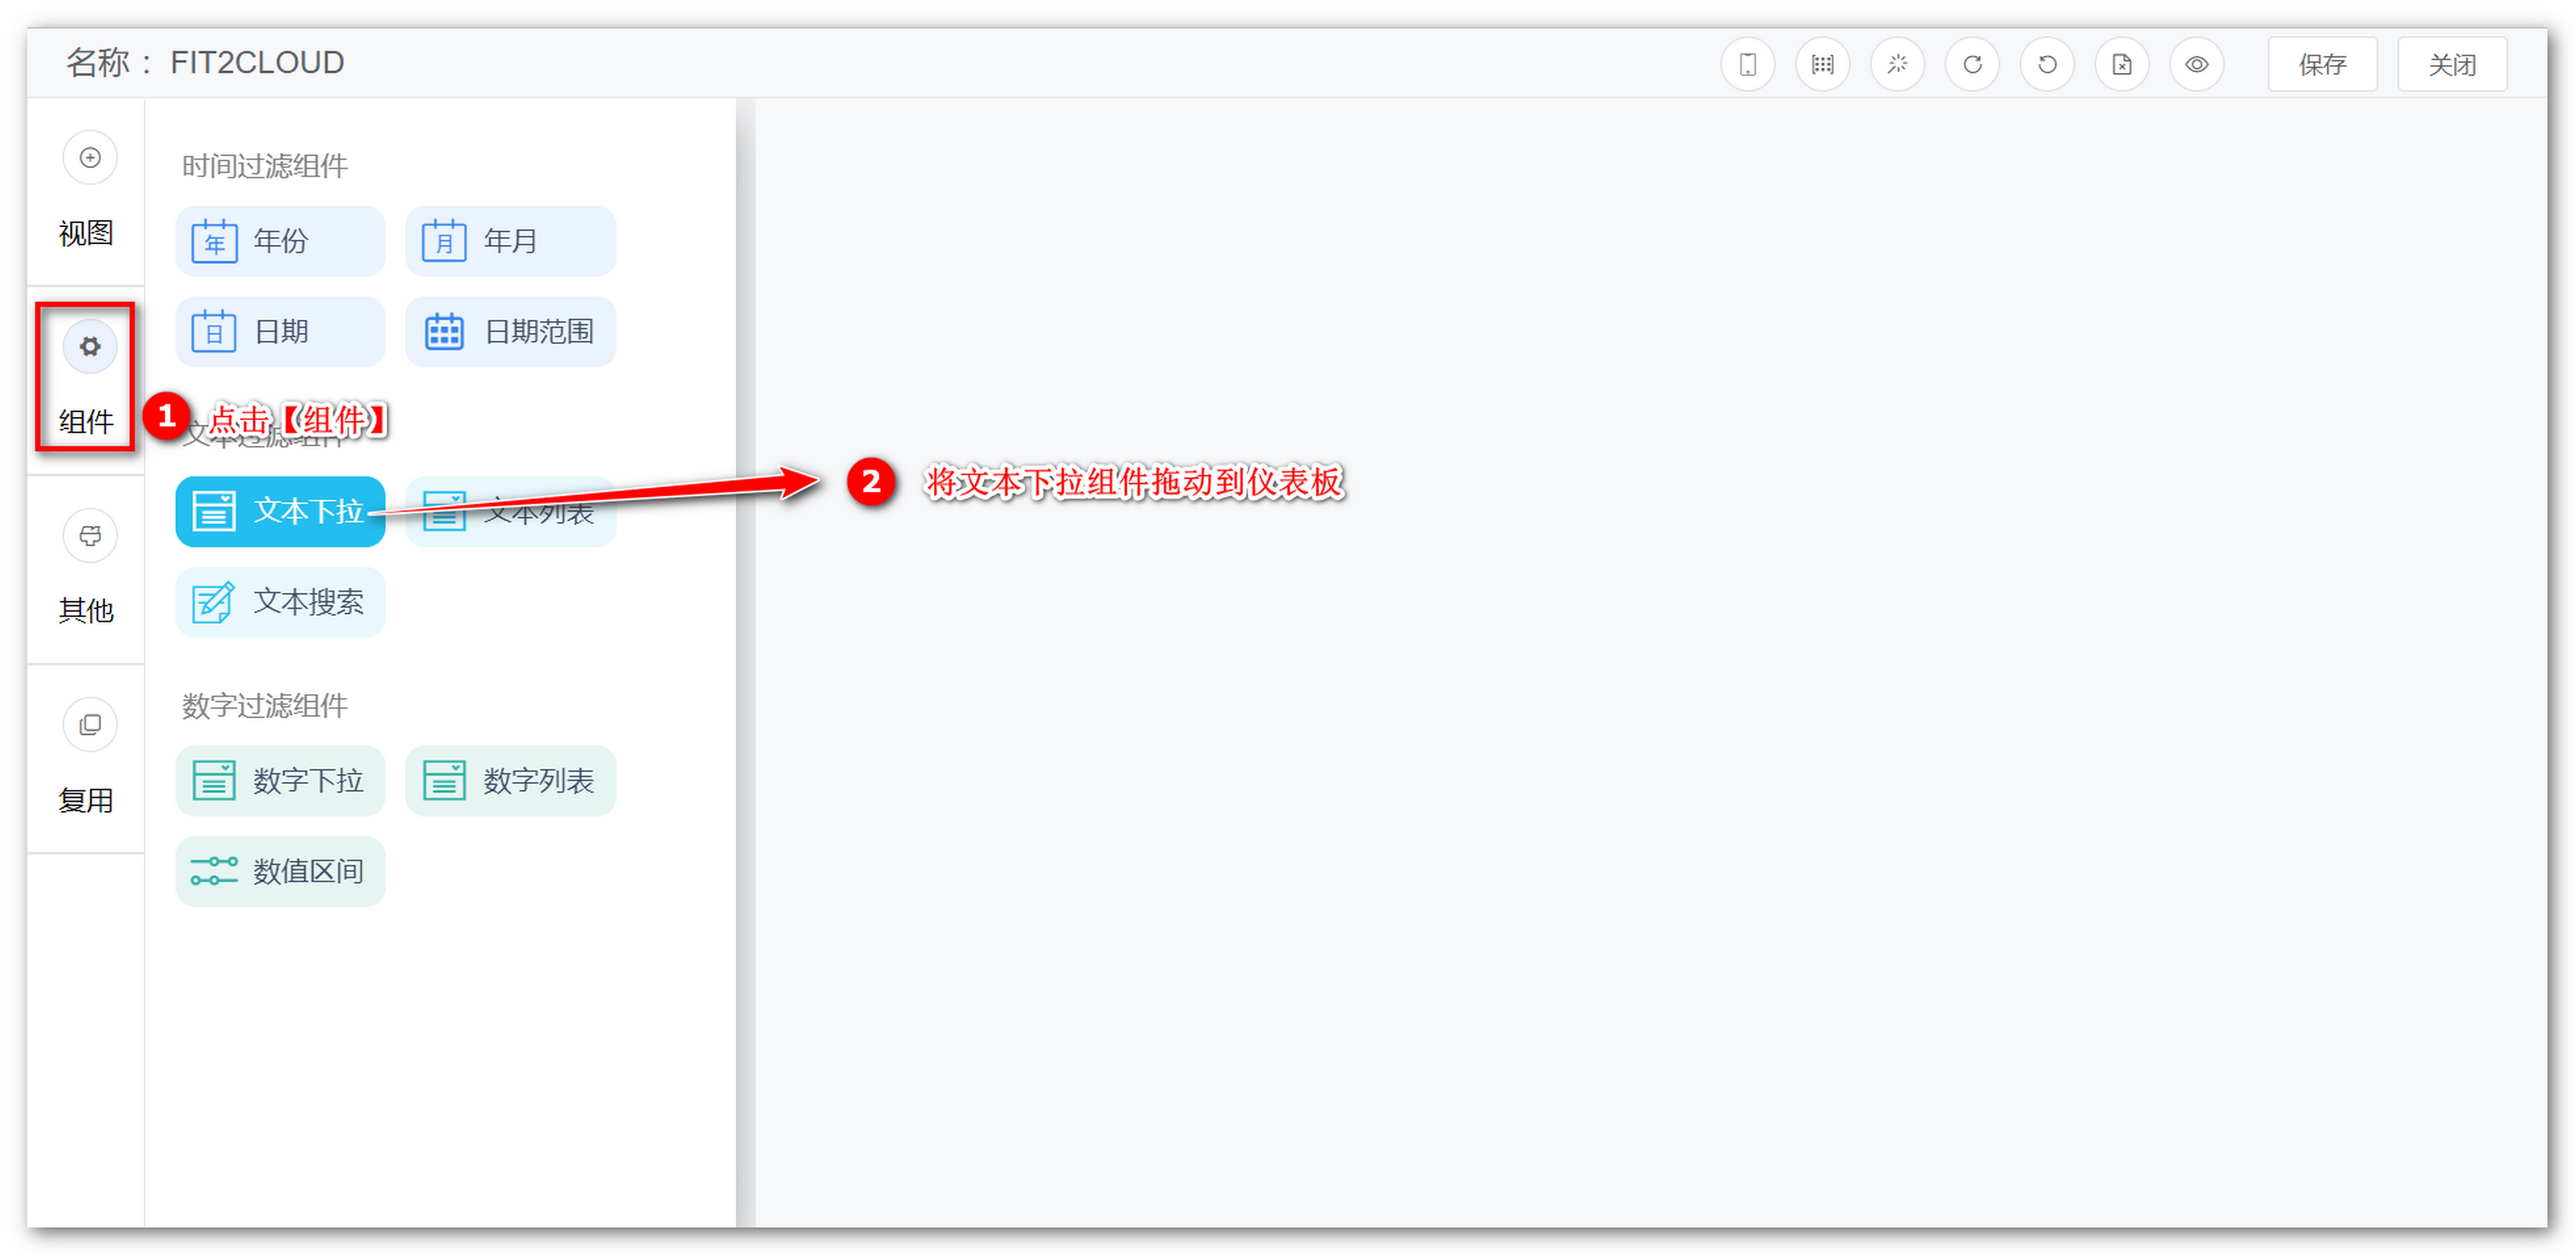 名称 : FIT2CLOUD
保存
关闭
视图
组件
其他
复用
时间过滤组件
年 年份
月 年月
日 日期
日期范围
1 点击【组件】
文本过滤组件
文本下拉
文本列表
2 将文本下拉组件拖动到仪表板
文本搜索
数字过滤组件
数字下拉
数字列表
数值区间